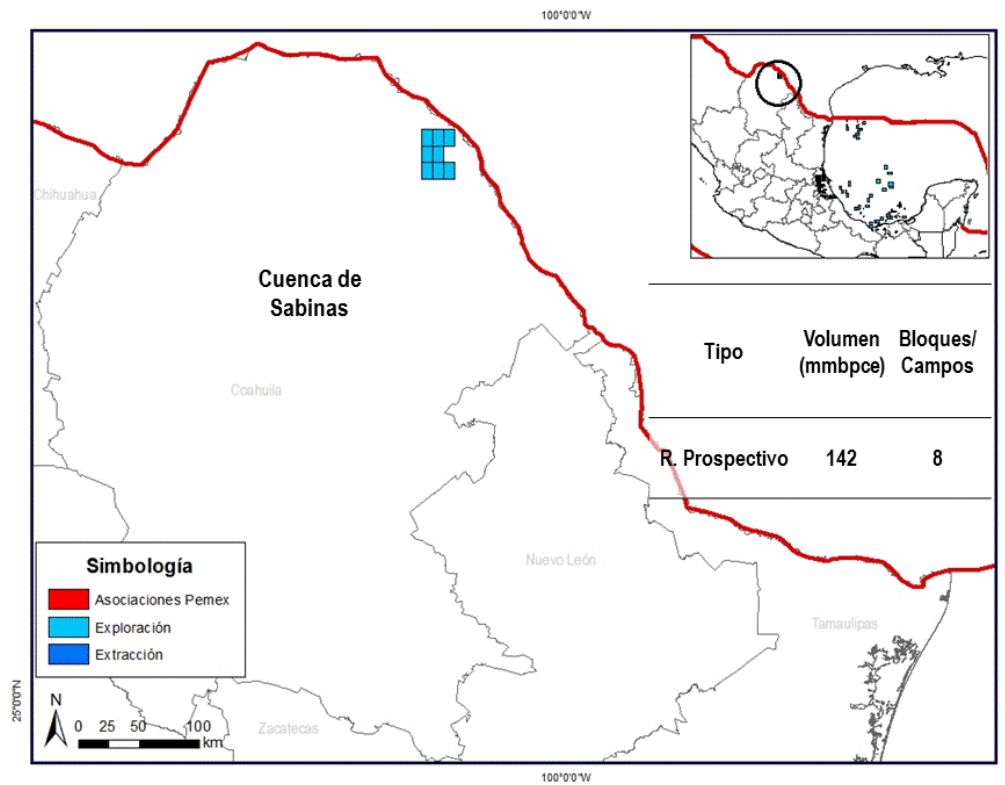 100°0'0"W
Chihuahua
Cuenca de
Sabinas
Coahuila
Tipo
Volumen
(mmbpce)
Bloques/
Campos
R. Prospectivo
142
8
Nuevo León
Tamaulipas
Zacatecas
Simbología
Asociaciones Pemex
Exploración
Extracción
25°0'0"N
N
0 25 50 100
km
100°0'0"W